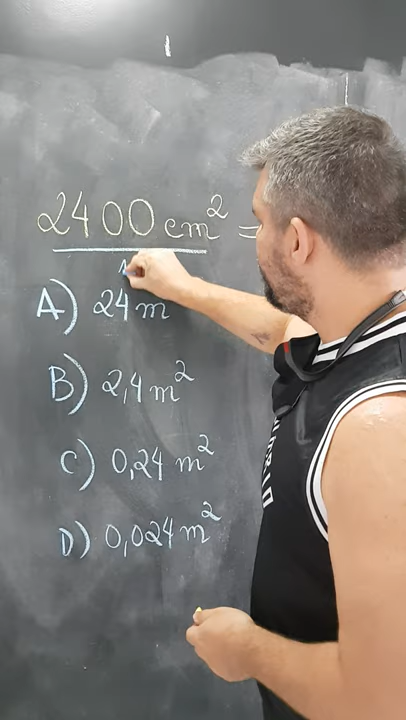 2400 cm² =
A) 24 m
B) 2,4 m²
C) 0,24 m²
D) 0,024 m²